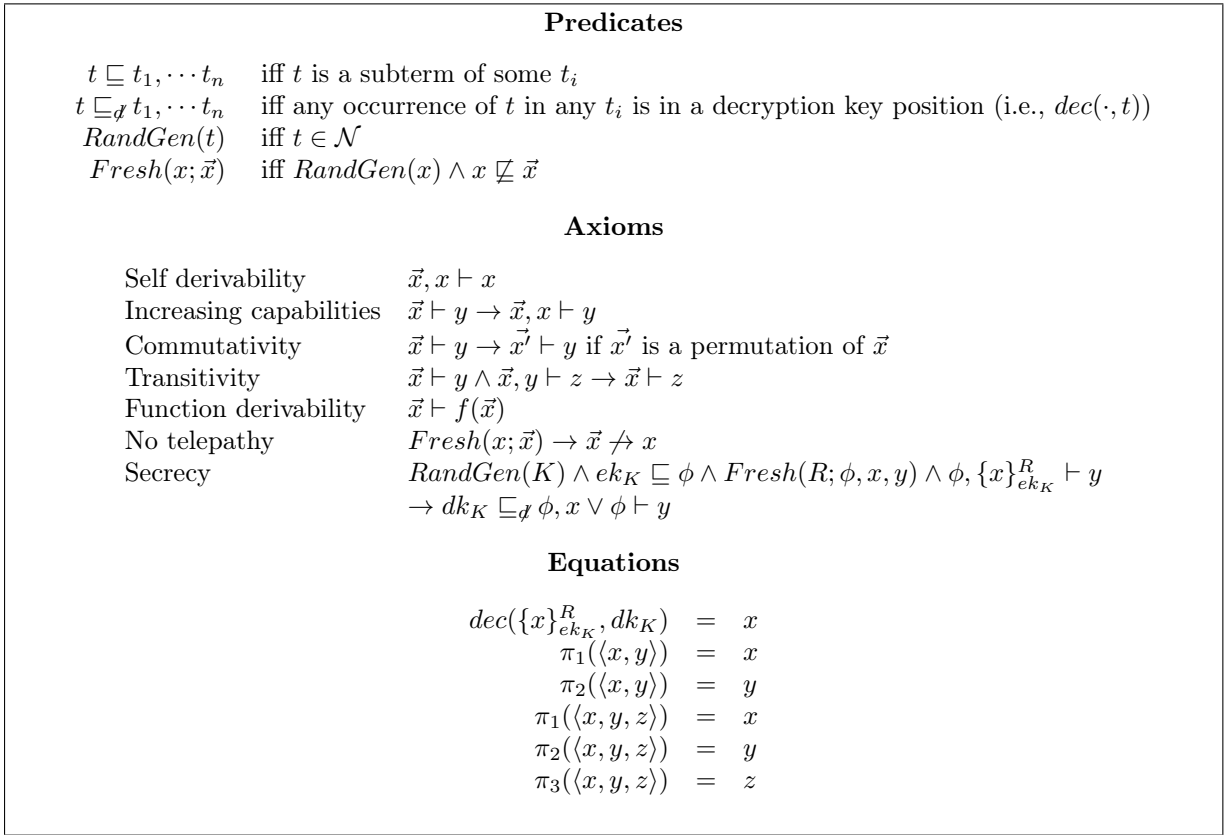 Predicates
t ⊑ t₁, ··· tₙ iff t is a subterm of some tᵢ
t ⊑_d̸ t₁, ··· tₙ iff any occurrence of t in any tᵢ is in a decryption key position (i.e., dec(·, t))
RandGen(t) iff t ∈ 𝒩
Fresh(x; x⃗) iff RandGen(x) ∧ x ⋢ x⃗
Axioms
Self derivability x⃗, x ⊢ x
Increasing capabilities x⃗ ⊢ y → x⃗, x ⊢ y
Commutativity x⃗ ⊢ y → x⃗′ ⊢ y if x⃗′ is a permutation of x⃗
Transitivity x⃗ ⊢ y ∧ x⃗, y ⊢ z → x⃗ ⊢ z
Function derivability x⃗ ⊢ f(x⃗)
No telepathy Fresh(x; x⃗) → x⃗ ↛ x
Secrecy RandGen(K) ∧ ek_K ⊑ ϕ ∧ Fresh(R; ϕ, x, y) ∧ ϕ, {x}^R_{ek_K} ⊢ y
→ dk_K ⊑_d̸ ϕ, x ∨ ϕ ⊢ y
Equations
dec({x}^R_{ek_K}, dk_K) = x
π₁(⟨x, y⟩) = x
π₂(⟨x, y⟩) = y
π₁(⟨x, y, z⟩) = x
π₂(⟨x, y, z⟩) = y
π₃(⟨x, y, z⟩) = z